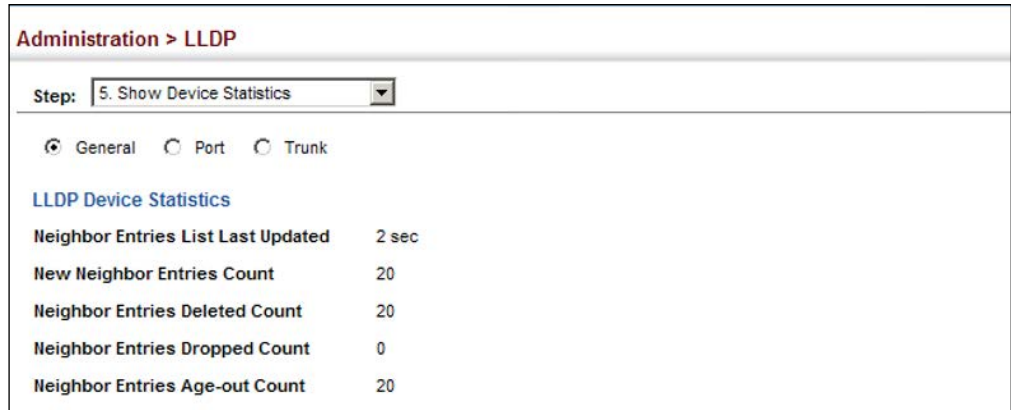 Administration > LLDP
Step: 5. Show Device Statistics
General Port Trunk
LLDP Device Statistics
Neighbor Entries List Last Updated 2 sec
New Neighbor Entries Count 20
Neighbor Entries Deleted Count 20
Neighbor Entries Dropped Count 0
Neighbor Entries Age-out Count 20